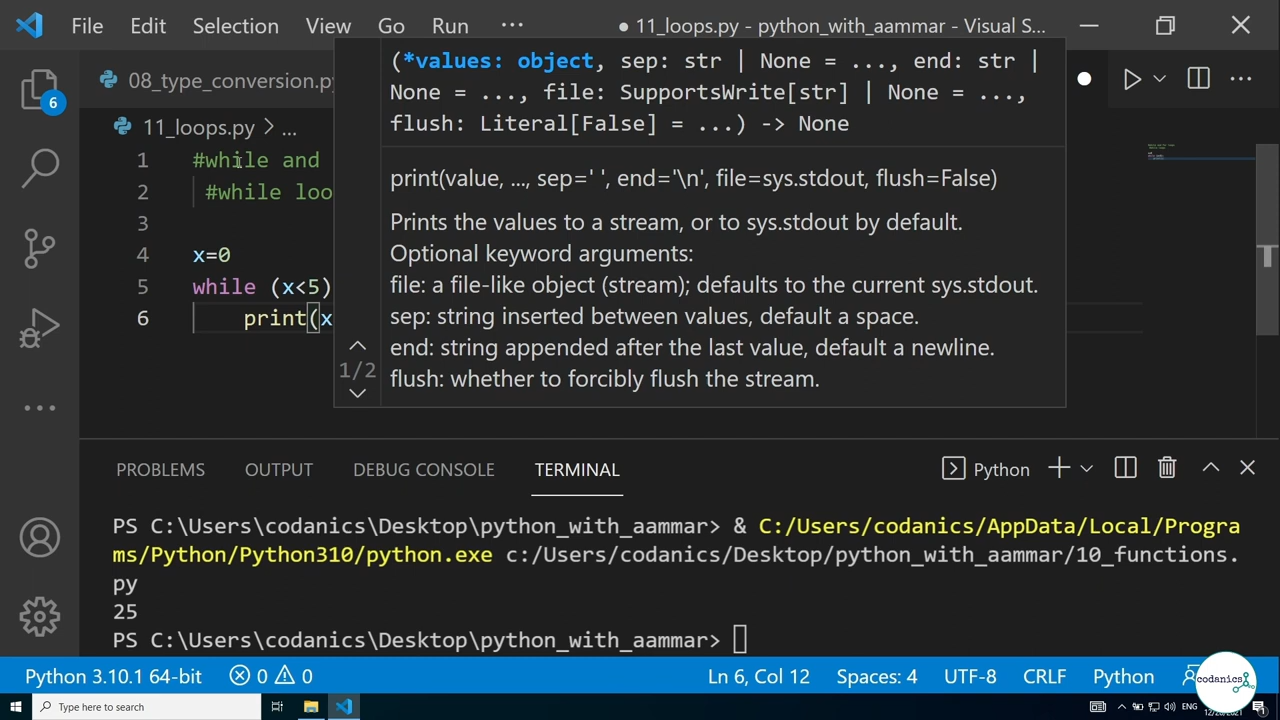 File Edit Selection View Go Run ··· ● 11_loops.py - python_with_aammar - Visual S...
08_type_conversion.py
11_loops.py > ...
6
1 #while and
2 #while loo
3
4 x=0
5 while (x<5)
6 print(x
(*values: object, sep: str | None = ..., end: str |
None = ..., file: SupportsWrite[str] | None = ...,
flush: Literal[False] = ...) -> None
print(value, ..., sep=' ', end='\n', file=sys.stdout, flush=False)
Prints the values to a stream, or to sys.stdout by default.
Optional keyword arguments:
file: a file-like object (stream); defaults to the current sys.stdout.
sep: string inserted between values, default a space.
end: string appended after the last value, default a newline.
flush: whether to forcibly flush the stream.
1/2
PROBLEMS OUTPUT DEBUG CONSOLE TERMINAL Python
PS C:\Users\codanics\Desktop\python_with_aammar> & C:/Users/codanics/AppData/Local/Progra
ms/Python/Python310/python.exe c:/Users/codanics/Desktop/python_with_aammar/10_functions.
py
25
PS C:\Users\codanics\Desktop\python_with_aammar>
Python 3.10.1 64-bit 0 0 Ln 6, Col 12 Spaces: 4 UTF-8 CRLF Python
codanics
Type here to search ENG